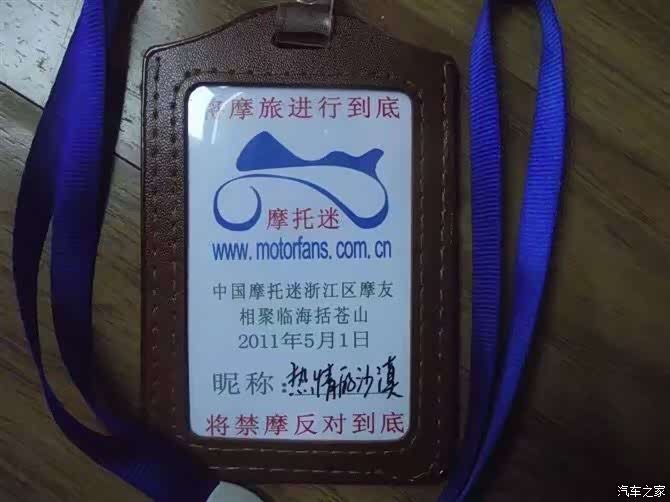 将摩旅进行到底
摩托迷
www.motorfans.com.cn
中国摩托迷浙江区摩友
相聚临海括苍山
2011年5月1日
昵称:热情的沙漠
将禁摩反对到底
汽车之家